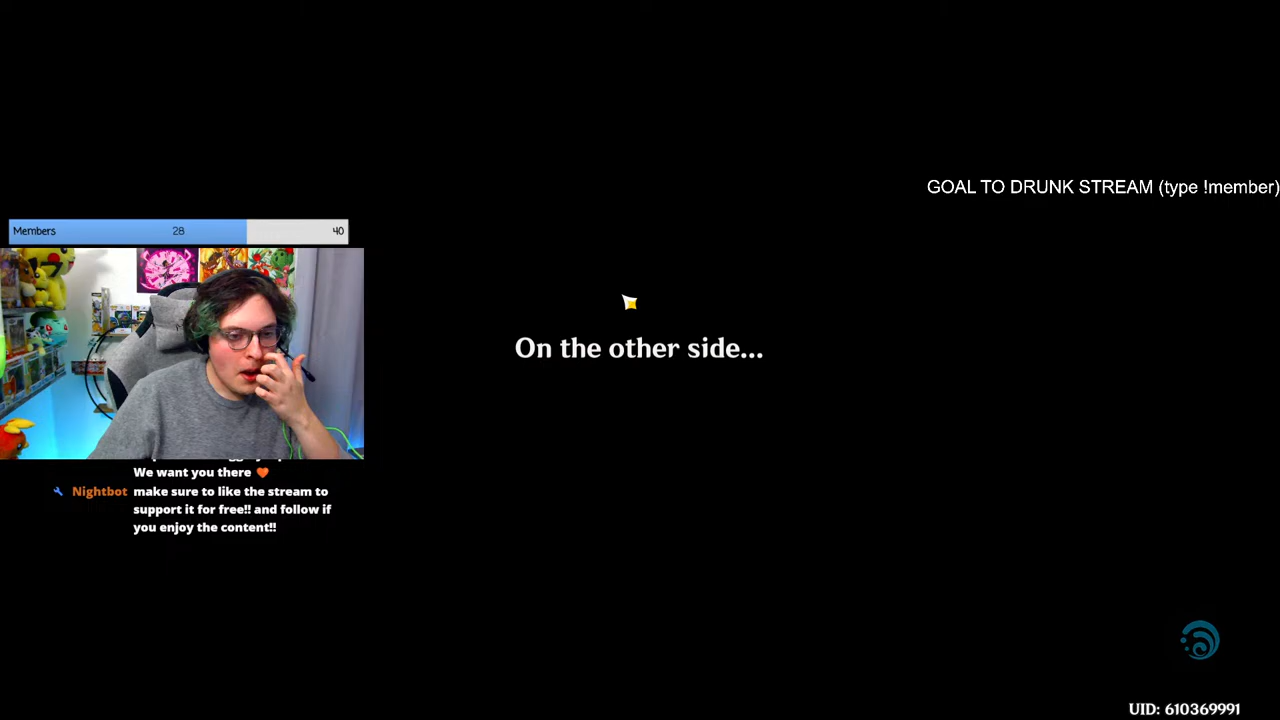 GOAL TO DRUNK STREAM (type !member)
Members 28 40
On the other side...
We want you there
Nightbot make sure to like the stream to
support it for free!! and follow if
you enjoy the content!!
UID: 610369991